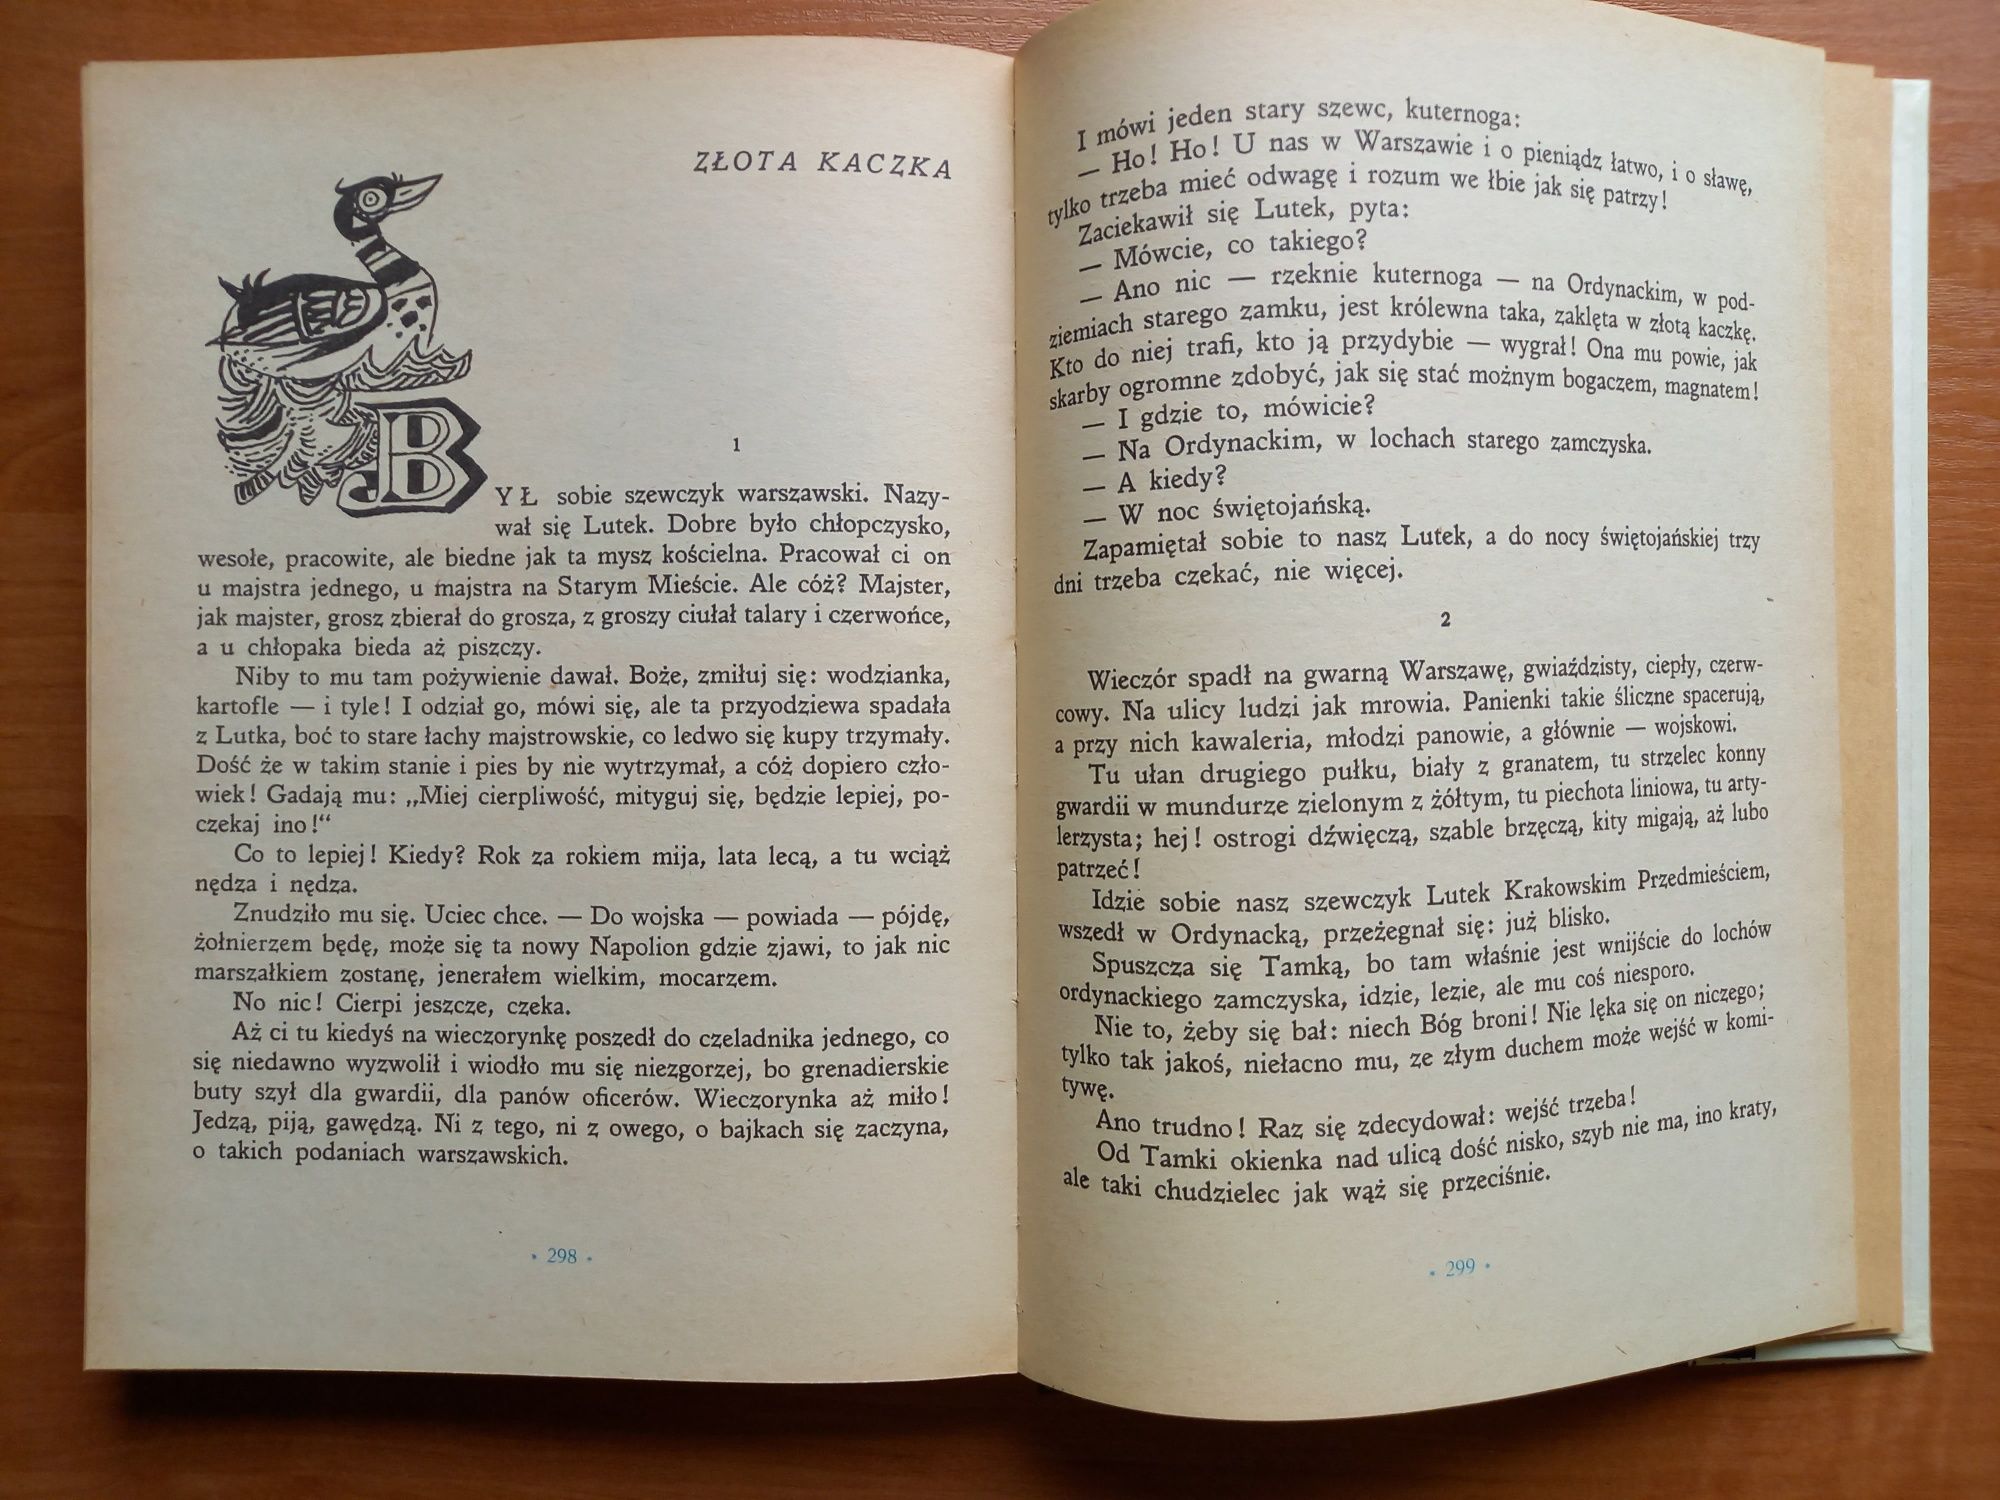 ZŁOTA KACZKA
1
BYŁ sobie szewczyk warszawski. Nazy-
wał się Lutek. Dobre było chłopczysko,
wesołe, pracowite, ale biedne jak ta mysz kościelna. Pracował ci on
u majstra jednego, u majstra na Starym Mieście. Ale cóż? Majster,
jak majster, grosz zbierał do grosza, z groszy ciułał talary i czerwońce,
a u chłopaka bieda aż piszczy.
Niby to mu tam pożywienie dawał. Boże, zmiłuj się: wodzianka,
kartofle — i tyle! I odział go, mówi się, ale ta przyodziewa spadała
z Lutka, boć to stare łachy majstrowskie, co ledwo się kupy trzymały.
Dość że w takim stanie i pies by nie wytrzymał, a cóż dopiero czło-
wiek! Gadają mu: „Miej cierpliwość, mityguj się, będzie lepiej, po-
czekaj ino!“
Co to lepiej! Kiedy? Rok za rokiem mija, lata lecą, a tu wciąż
nędza i nędza.
Znudziło mu się. Uciec chce. — Do wojska — powiada — pójdę,
żołnierzem będę, może się ta nowy Napolion gdzie zjawi, to jak nic
marszałkiem zostanę, jenerałem wielkim, mocarzem.
No nic! Cierpi jeszcze, czeka.
Aż ci tu kiedyś na wieczorynkę poszedł do czeladnika jednego, co
się niedawno wyzwolił i wiodło mu się niezgorzej, bo grenadierskie
buty szył dla gwardii, dla panów oficerów. Wieczorynka aż miło!
Jedzą, piją, gawędzą. Ni z tego, ni z owego, o bajkach się zaczyna,
o takich podaniach warszawskich.
• 298 •
I mówi jeden stary szewc, kuternoga:
— Ho! Ho! U nas w Warszawie i o pieniądz łatwo, i o sławę,
tylko trzeba mieć odwagę i rozum we łbie jak się patrzy!
Zaciekawił się Lutek, pyta:
— Mówcie, co takiego?
— Ano nic — rzeknie kuternoga — na Ordynackim, w pod-
ziemiach starego zamku, jest królewna taka, zaklęta w złotą kaczkę.
Kto do niej trafi, kto ją przydybie — wygrał! Ona mu powie, jak
skarby ogromne zdobyć, jak się stać możnym bogaczem, magnatem!
— I gdzie to, mówicie?
— Na Ordynackim, w lochach starego zamczyska.
— A kiedy?
— W noc świętojańską.
Zapamiętał sobie to nasz Lutek, a do nocy świętojańskiej trzy
dni trzeba czekać, nie więcej.
2
Wieczór spadł na gwarną Warszawę, gwiaździsty, ciepły, czerw-
cowy. Na ulicy ludzi jak mrowia. Panienki takie śliczne spacerują,
a przy nich kawaleria, młodzi panowie, a głównie — wojskowi.
Tu ułan drugiego pułku, biały z granatem, tu strzelec konny
gwardii w mundurze zielonym z żółtym, tu piechota liniowa, tu arty-
lerzysta; hej! ostrogi dźwięczą, szable brzęczą, kity migają, aż lubo
patrzeć!
Idzie sobie nasz szewczyk Lutek Krakowskim Przedmieściem,
wszedł w Ordynacką, przeżegnał się: już blisko.
Spuszcza się Tamką, bo tam właśnie jest wnijście do lochów
ordynackiego zamczyska, idzie, lezie, ale mu coś niesporo.
Nie to, żeby się bał: niech Bóg broni! Nie lęka się on niczego;
tylko tak jakoś, niełacno mu, ze złym duchem może wejść w komi-
tywę.
Ano trudno! Raz się zdecydował: wejść trzeba!
Od Tamki okienka nad ulicą dość nisko, szyb nie ma, ino kraty,
ale taki chudzielec jak wąż się przeciśnie.
• 299 •